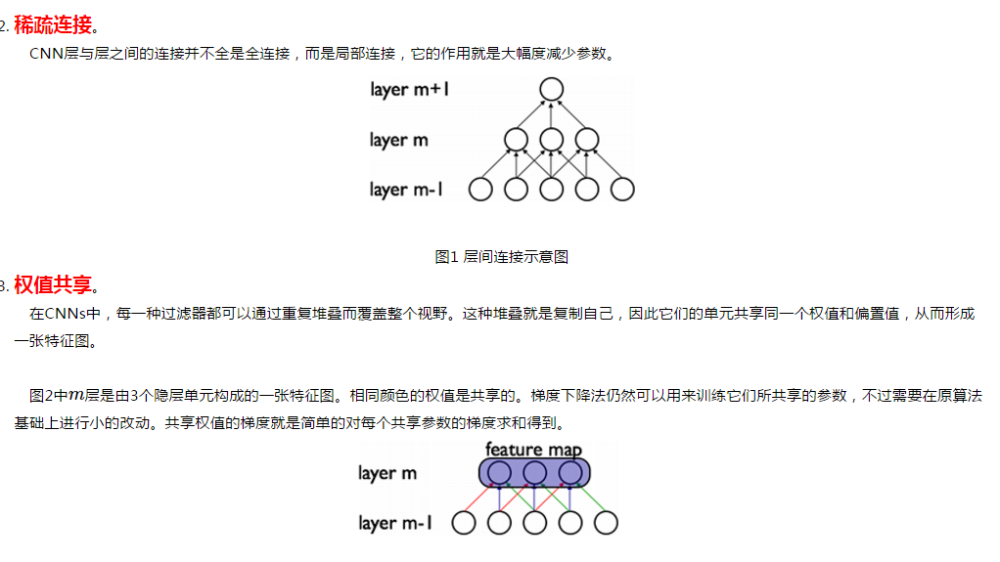 2. 稀疏连接。
CNN层与层之间的连接并不全是全连接，而是局部连接，它的作用就是大幅度减少参数。
layer m+1
layer m
layer m-1
图1 层间连接示意图
3. 权值共享。
在CNNs中，每一种过滤器都可以通过重复堆叠而覆盖整个视野。这种堆叠就是复制自己，因此它们的单元共享同一个权值和偏置值，从而形成
一张特征图。
图2中m层是由3个隐层单元构成的一张特征图。相同颜色的权值是共享的。梯度下降法仍然可以用来训练它们所共享的参数，不过需要在原算法
基础上进行小的改动。共享权值的梯度就是简单的对每个共享参数的梯度求和得到。
feature map
layer m
layer m-1